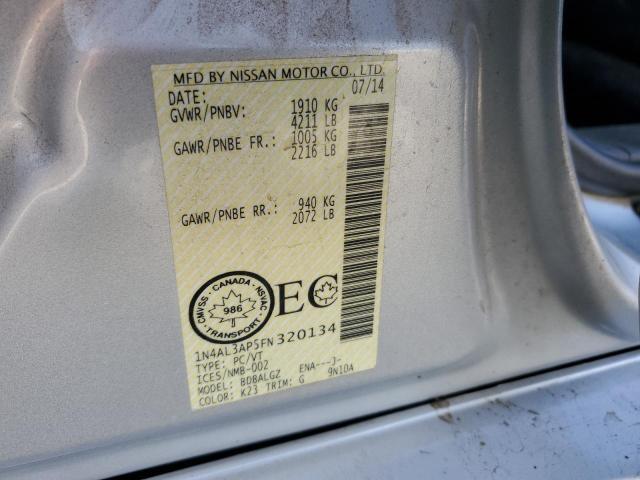 MFD BY NISSAN MOTOR CO., LTD.
DATE: 07/14
GVWR/PNBV: 1910 KG
4211 LB
GAWR/PNBE FR.: 1005 KG
2216 LB
GAWR/PNBE RR.: 940 KG
2072 LB
CMVSS · CANADA · NSVAC
986
TRANSPORT
EC
1N4AL3AP5FN320134
TYPE: PC/VT
ICES/NMB-002 ENA---J-
MODEL: BDBALGZ 9N10A
COLOR: K23 TRIM: G